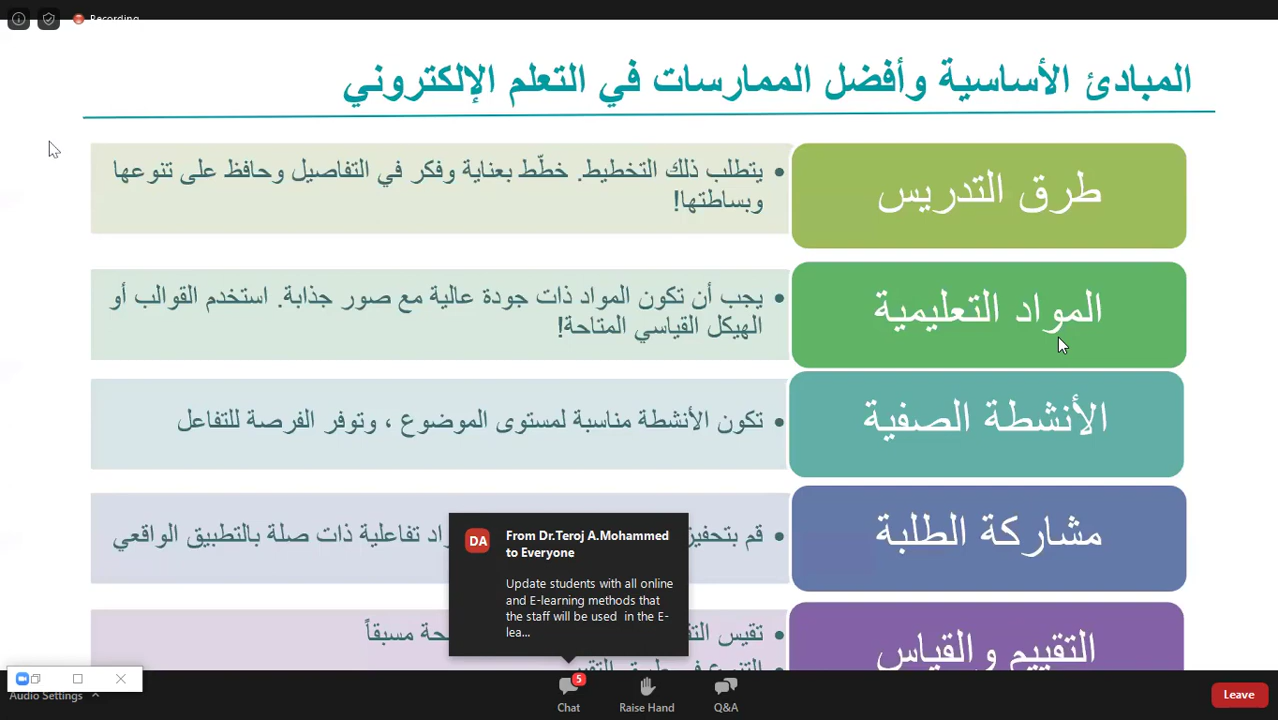 Recording
المبادئ الأساسية وأفضل الممارسات في التعلم الإلكتروني
طرق التدريس
• يتطلب ذلك التخطيط. خطّط بعناية وفكر في التفاصيل وحافظ على تنوعها
وبساطتها!
المواد التعليمية
• يجب أن تكون المواد ذات جودة عالية مع صور جذابة. استخدم القوالب أو
الهيكل القياسي المتاحة!
الأنشطة الصفية
• تكون الأنشطة مناسبة لمستوى الموضوع ، وتوفر الفرصة للتفاعل
مشاركة الطلبة
• قم بتحفيز تفاعلية ذات صلة بالتطبيق الواقعي
التقييم والقياس
• تقيس مسبقاً
• التنوع في طرق
DA
From Dr.Teroj A.Mohammed
to Everyone
Update students with all online
and E-learning methods that
the staff will be used in the E-
lea...
Audio Settings
5
Chat
Raise Hand
Q&A
Leave